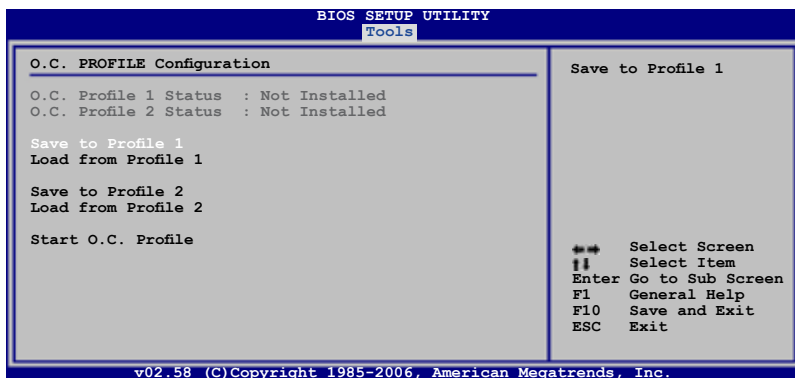 BIOS SETUP UTILITY
Tools
O.C. PROFILE Configuration
O.C. Profile 1 Status : Not Installed
O.C. Profile 2 Status : Not Installed
Save to Profile 1
Load from Profile 1
Save to Profile 2
Load from Profile 2
Start O.C. Profile
Save to Profile 1
Select Screen
Select Item
Enter Go to Sub Screen
F1 General Help
F10 Save and Exit
ESC Exit
v02.58 (C)Copyright 1985-2006, American Megatrends, Inc.